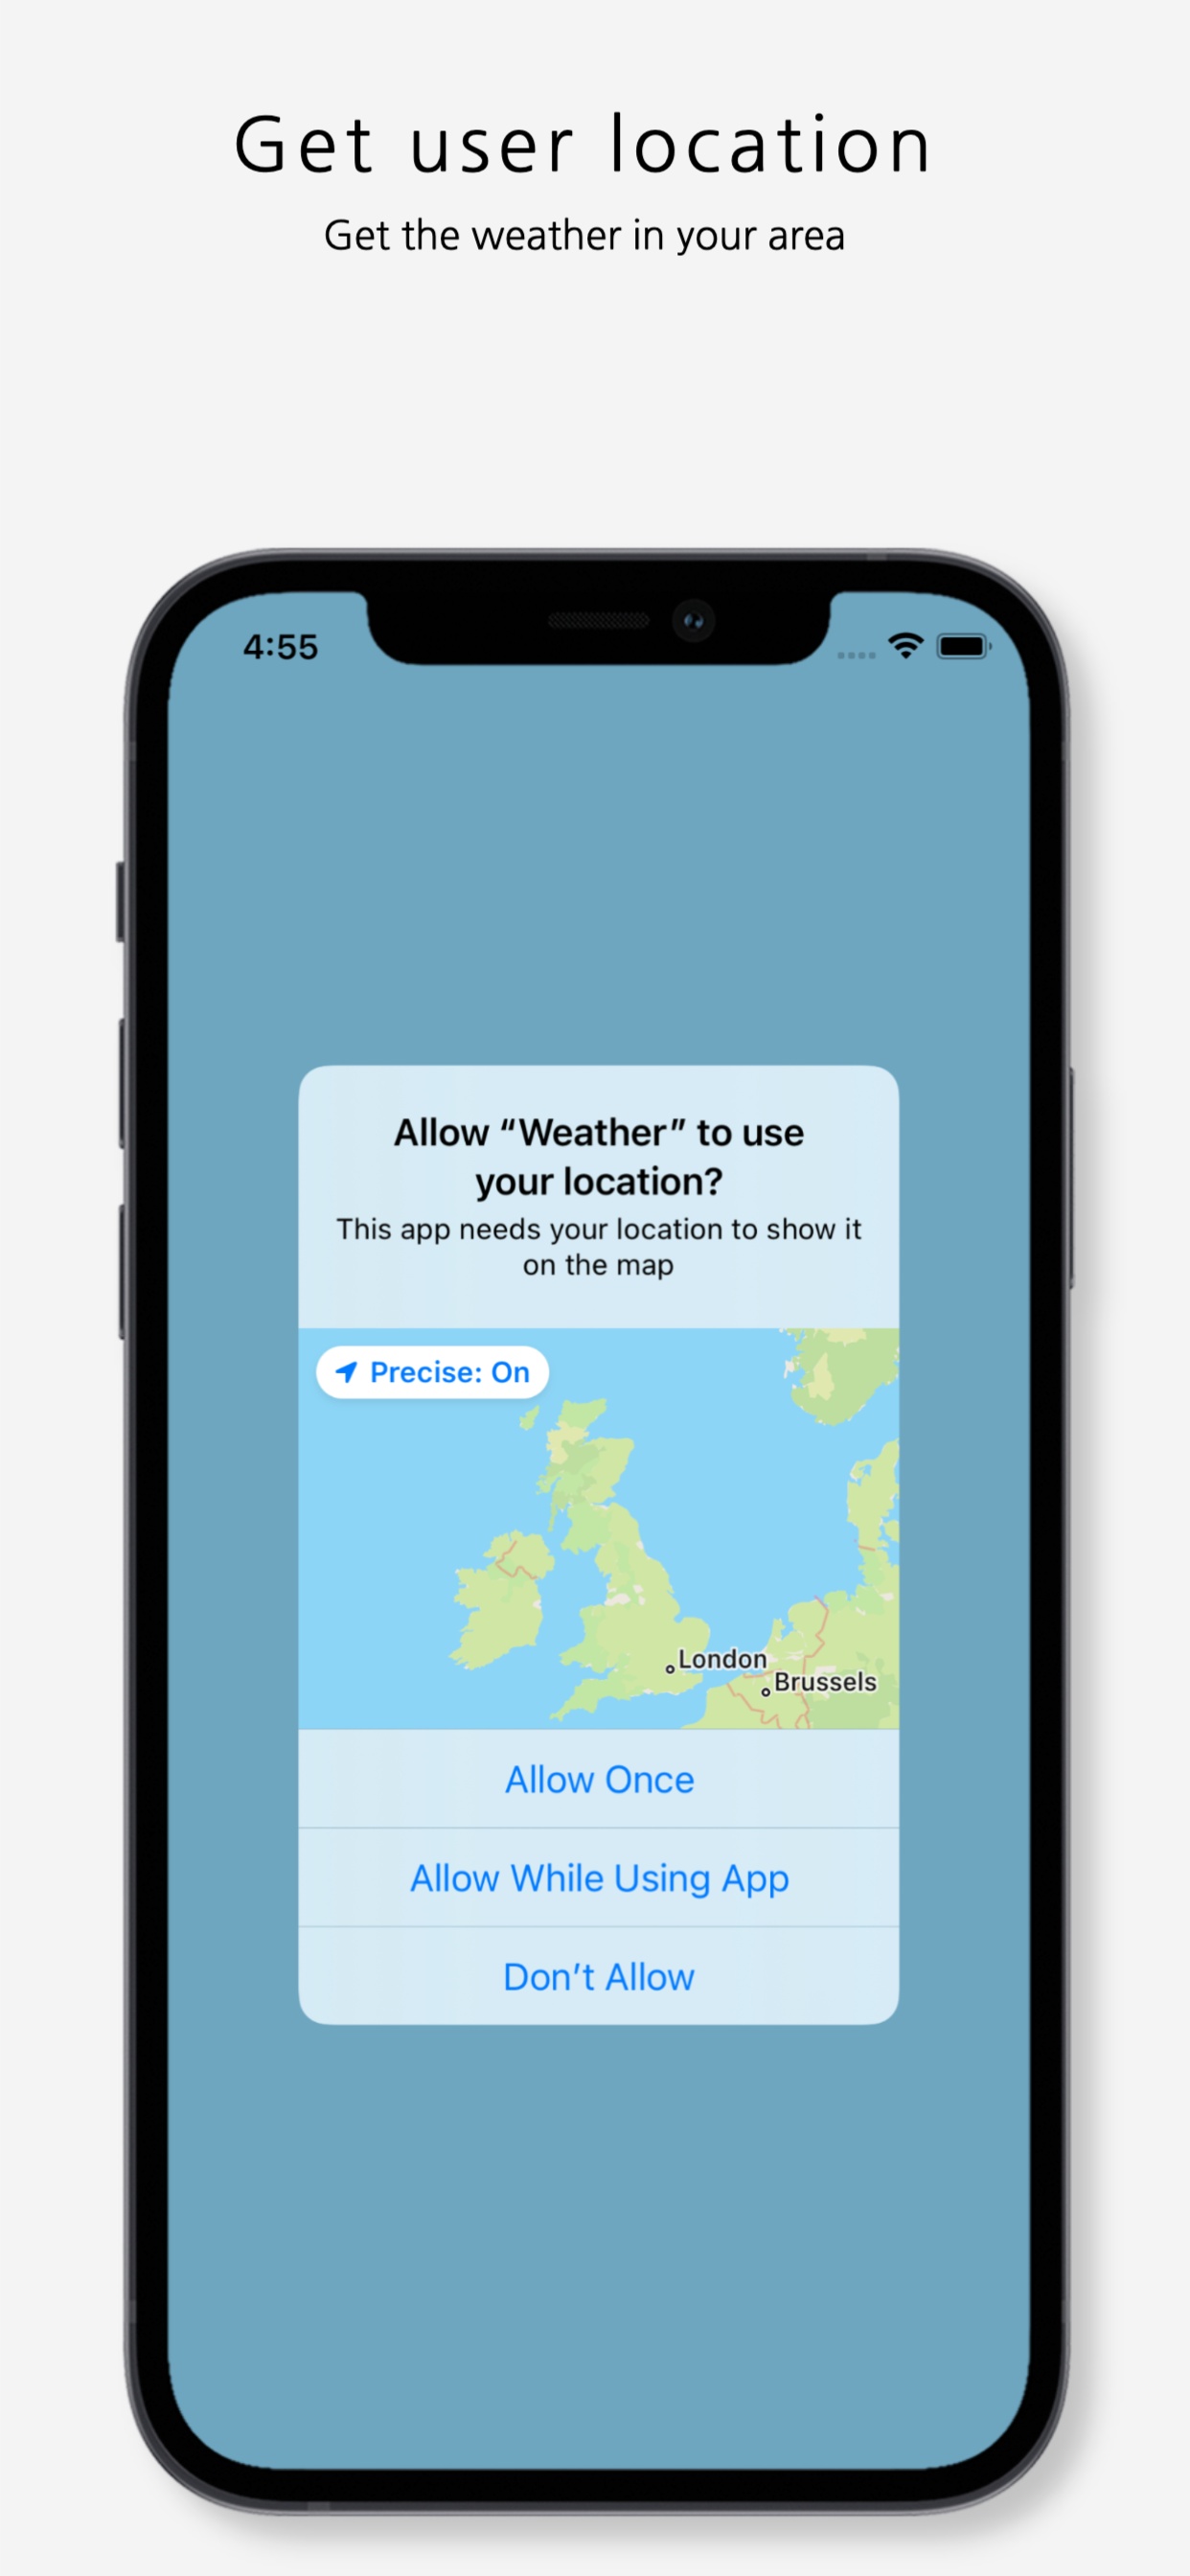 Get user location
Get the weather in your area
4:55
Allow “Weather” to use
your location?
This app needs your location to show it
on the map
Precise: On
London
Brussels
Allow Once
Allow While Using App
Don’t Allow